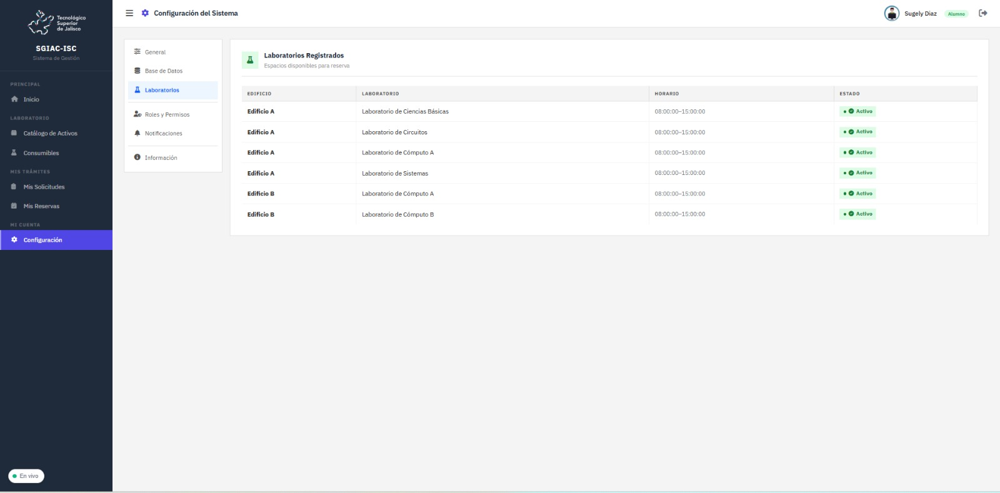 Tecnológico
Superior
de Jalisco
SGIAC-ISC
Sistema de Gestión
PRINCIPAL
Inicio
LABORATORIO
Catálogo de Activos
Consumibles
MIS TRÁMITES
Mis Solicitudes
Mis Reservas
MI CUENTA
Configuración
En vivo
Configuración del Sistema
Sugely Diaz
Alumno
General
Base de Datos
Laboratorios
Roles y Permisos
Notificaciones
Información
Laboratorios Registrados
Espacios disponibles para reserva
EDIFICIO LABORATORIO HORARIO ESTADO
Edificio A Laboratorio de Ciencias Básicas 08:00:00–15:00:00 Activo
Edificio A Laboratorio de Circuitos 08:00:00–15:00:00 Activo
Edificio A Laboratorio de Cómputo A 08:00:00–15:00:00 Activo
Edificio A Laboratorio de Sistemas 08:00:00–15:00:00 Activo
Edificio B Laboratorio de Cómputo A 08:00:00–15:00:00 Activo
Edificio B Laboratorio de Cómputo B 08:00:00–15:00:00 Activo